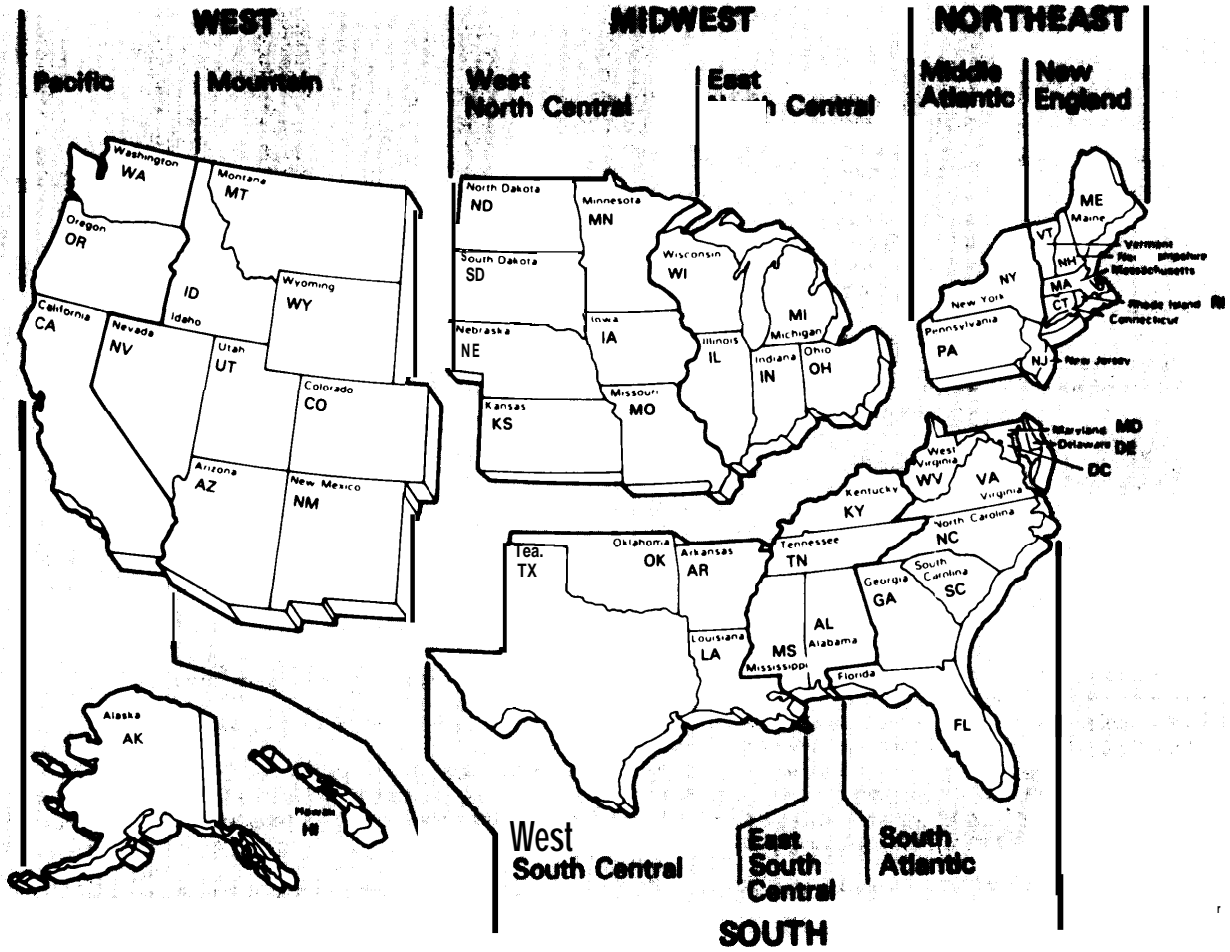 WEST
MIDWEST
NORTHEAST
Pacific
Mountain
West
North Central
East
Central
Middle
Atlantic
New
England
Washington
WA
Montana
MT
Oregon
OR
ID
Idaho
Wyoming
WY
California
CA
Nevada
NV
Utah
UT
Colorado
CO
Arizona
AZ
New Mexico
NM
Alaska
AK
HI
North Dakota
ND
Minnesota
MN
South Dakota
SD
Wisconsin
WI
MI
Michigan
Nebraska
NE
Iowa
IA
Illinois
IL
Indiana
IN
Ohio
OH
Kansas
KS
Missouri
MO
ME
Maine
VT
Vermont
NH
MA
Massachusetts
CT
Rhode Island RI
Connecticut
NY
New York
Pennsylvania
PA
NJ
New Jersey
Maryland MD
Delaware DE
DC
West
Virginia
WV
VA
Virginia
Kentucky
KY
North Carolina
NC
Tennessee
TN
South
Carolina
SC
Georgia
GA
AL
Alabama
MS
Mississippi
Florida
FL
Tea.
TX
Oklahoma
OK
Arkansas
AR
Louisiana
LA
West
South Central
East
South
Central
South
Atlantic
SOUTH
r